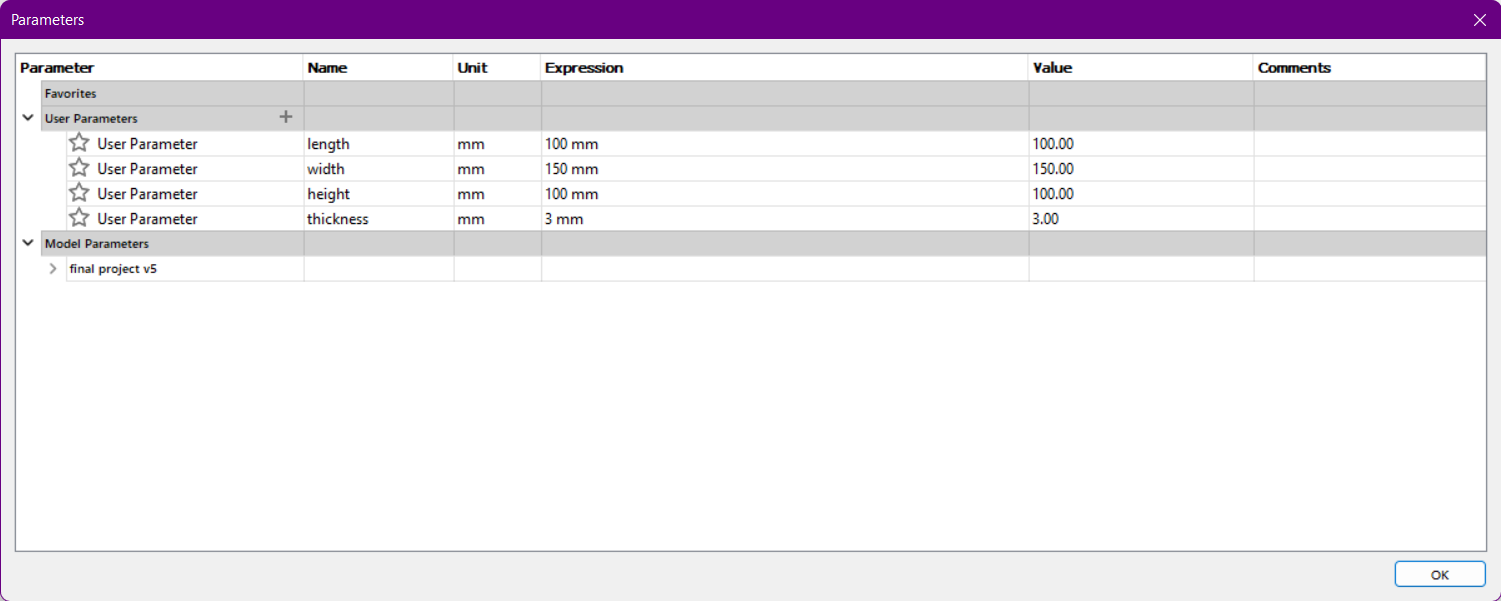 Parameters
Parameter Name Unit Expression Value Comments
Favorites
User Parameters
User Parameter length mm 100 mm 100.00
User Parameter width mm 150 mm 150.00
User Parameter height mm 100 mm 100.00
User Parameter thickness mm 3 mm 3.00
Model Parameters
final project v5
OK